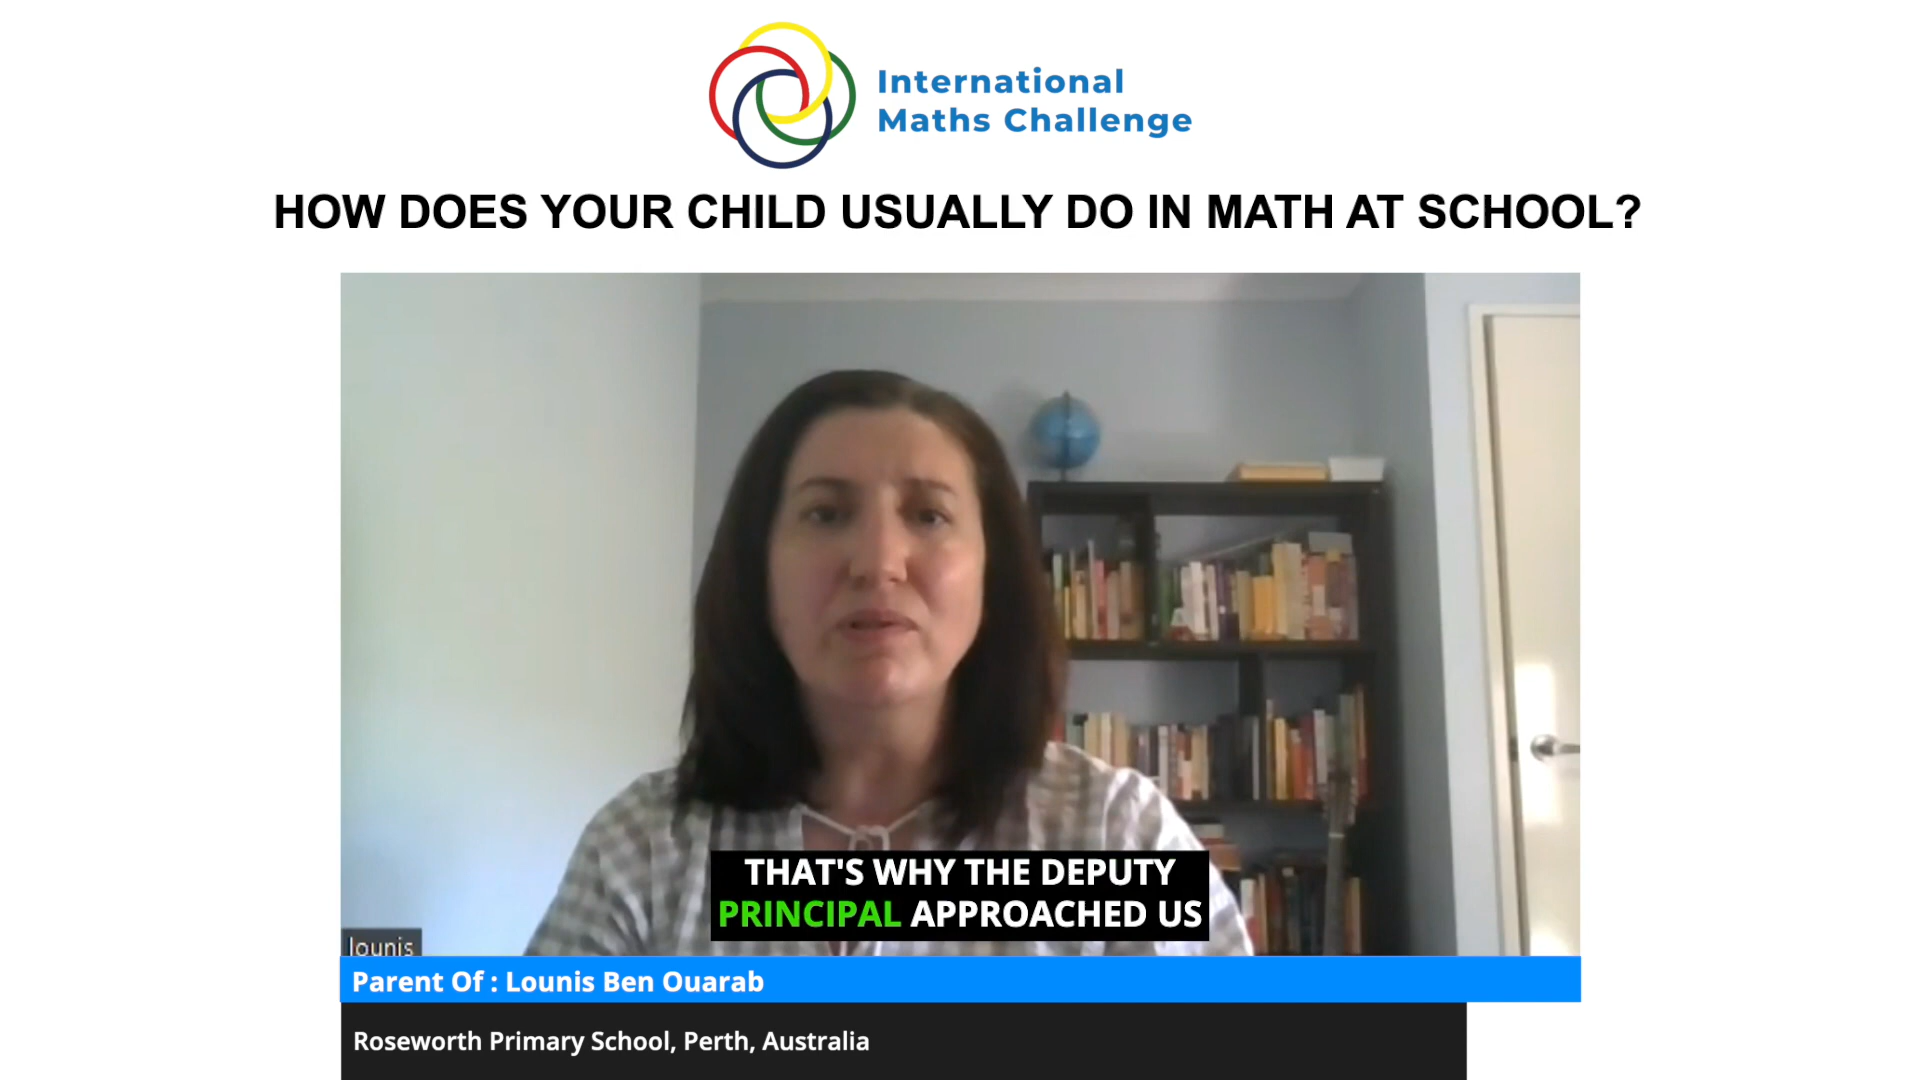 International
Maths Challenge
HOW DOES YOUR CHILD USUALLY DO IN MATH AT SCHOOL?
THAT'S WHY THE DEPUTY
PRINCIPAL APPROACHED US
lounis
Parent Of : Lounis Ben Ouarab
Roseworth Primary School, Perth, Australia